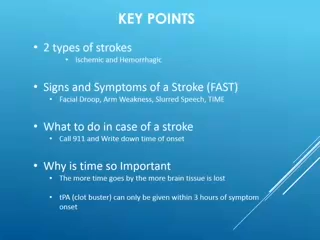 KEY POINTS
• 2 types of strokes
• Ischemic and Hemorrhagic
• Signs and Symptoms of a Stroke (FAST)
• Facial Droop, Arm Weakness, Slurred Speech, TIME
• What to do in case of a stroke
• Call 911 and Write down time of onset
• Why is time so Important
• The more time goes by the more brain tissue is lost
• tPA (clot buster) can only be given within 3 hours of symptom
onset